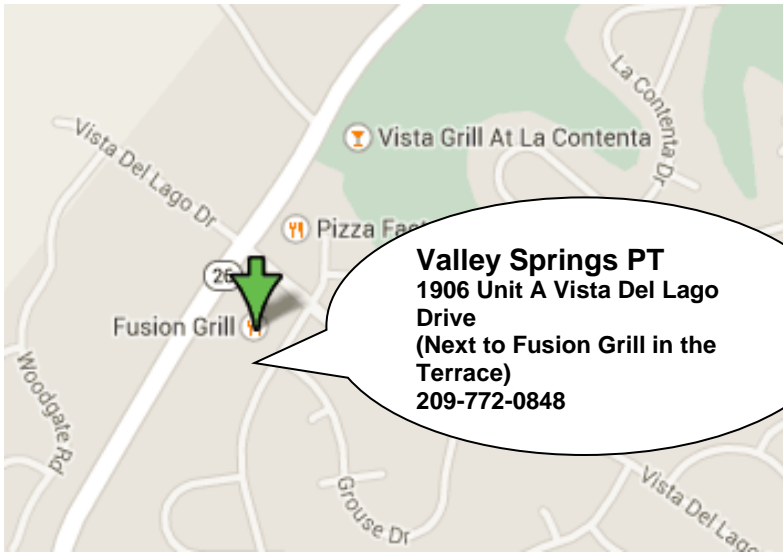 La Contenta Dr
Vista Del Lago Dr
Vista Grill At La Contenta
Pizza
26
Fusion Grill
Valley Springs PT
1906 Unit A Vista Del Lago
Drive
(Next to Fusion Grill in the
Terrace)
209-772-0848
Woodgate Rd
Grouse Dr
Vista Del Lago